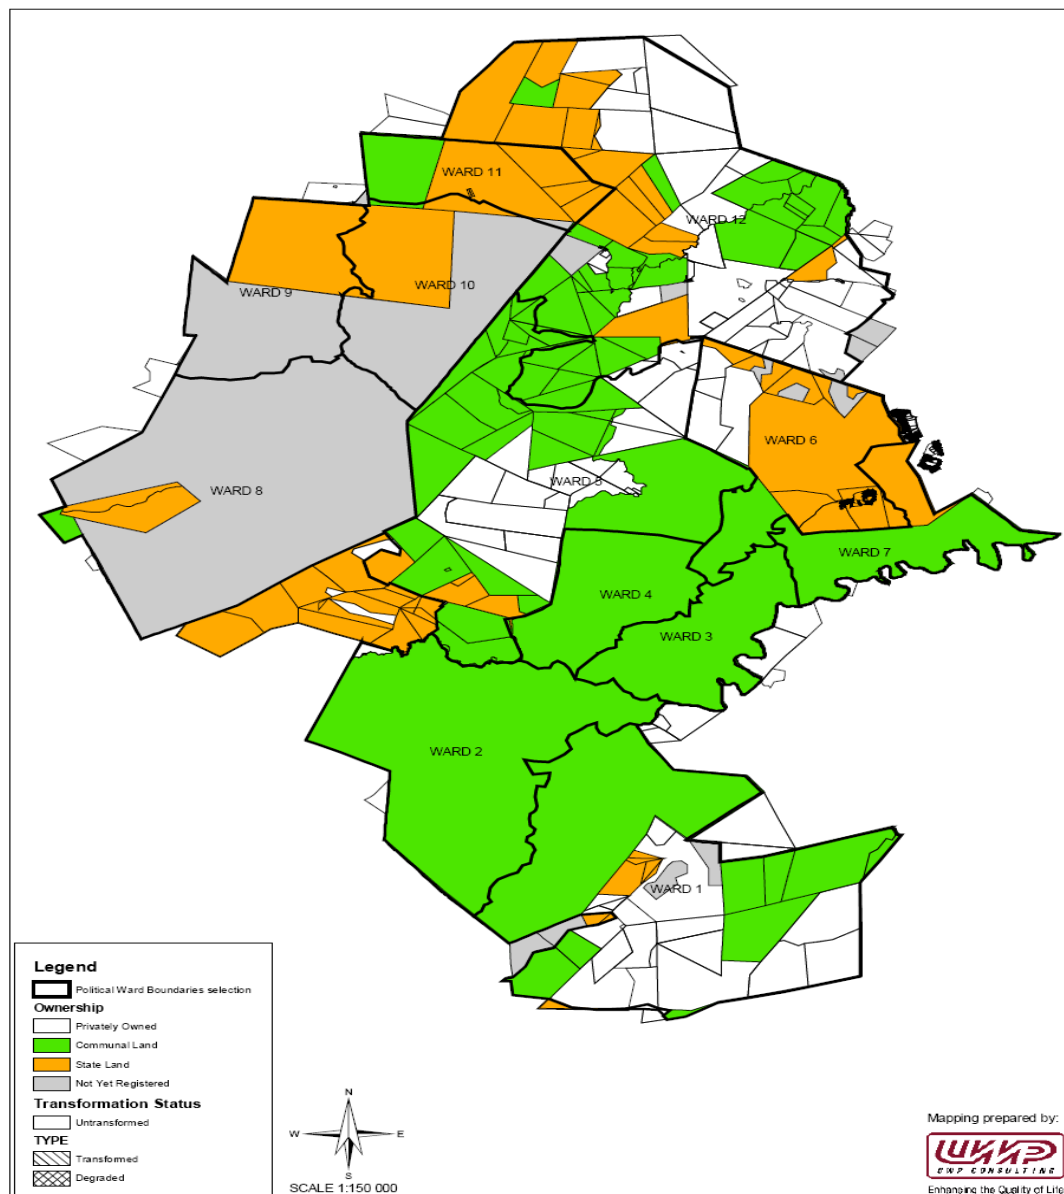 WARD 11
WARD 12
WARD 10
WARD 9
WARD 6
WARD 8
WARD 5
WARD 7
WARD 4
WARD 3
WARD 2
WARD 1
Legend
Political Ward Boundaries selection
Ownership
Privately Owned
Communal Land
State Land
Not Yet Registered
Transformation Status
Untransformed
TYPE
Transformed
Degraded
N
W E
S
SCALE 1:150 000
Mapping prepared by:
UWP
UWP CONSULTING
Enhancing the Quality of Life